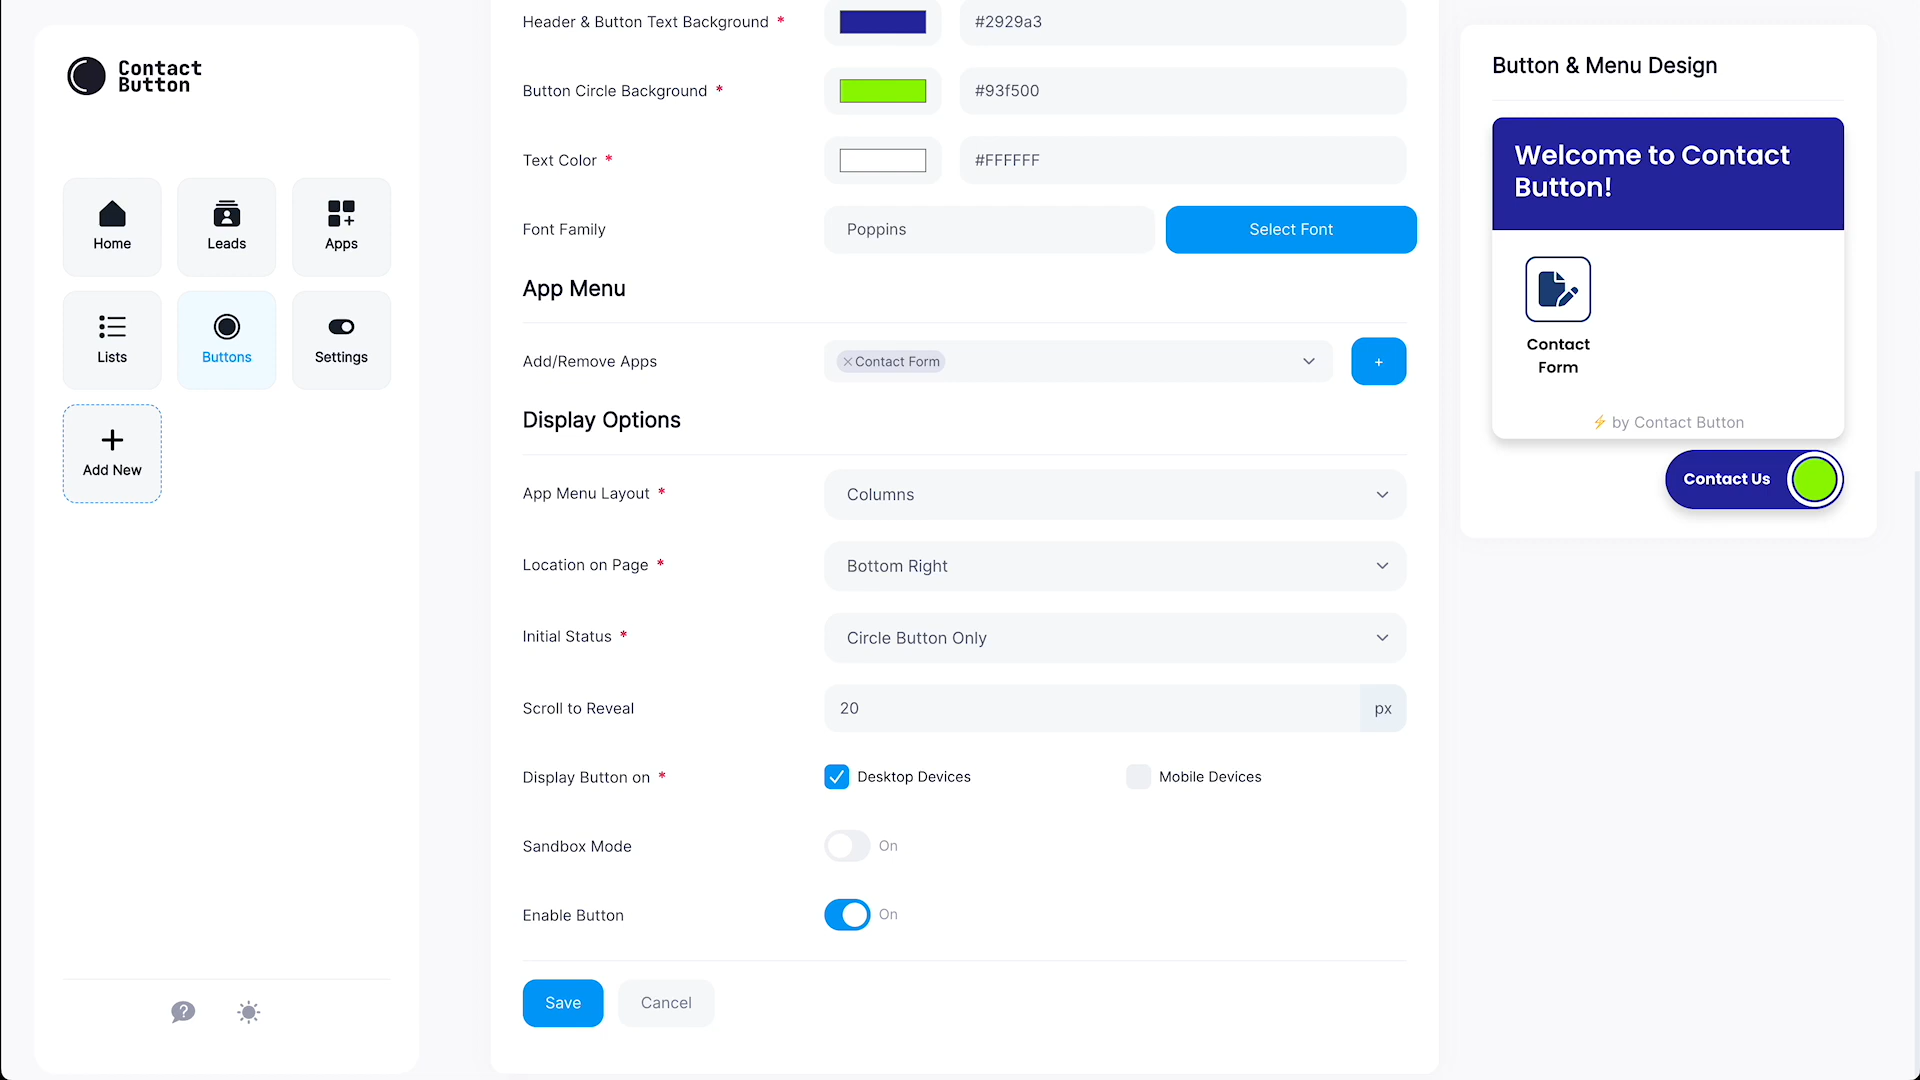 Contact
Button
Home
Leads
Apps
Lists
Buttons
Settings
Add New
Header & Button Text Background *
#2929a3
Button Circle Background *
#93f500
Text Color *
#FFFFFF
Font Family
Poppins
Select Font
App Menu
Add/Remove Apps
×Contact Form
+
Display Options
App Menu Layout *
Columns
Location on Page *
Bottom Right
Initial Status *
Circle Button Only
Scroll to Reveal
20
px
Display Button on *
Desktop Devices
Mobile Devices
Sandbox Mode
On
Enable Button
On
Save
Cancel
Button & Menu Design
Welcome to Contact
Button!
Contact
Form
⚡ by Contact Button
Contact Us